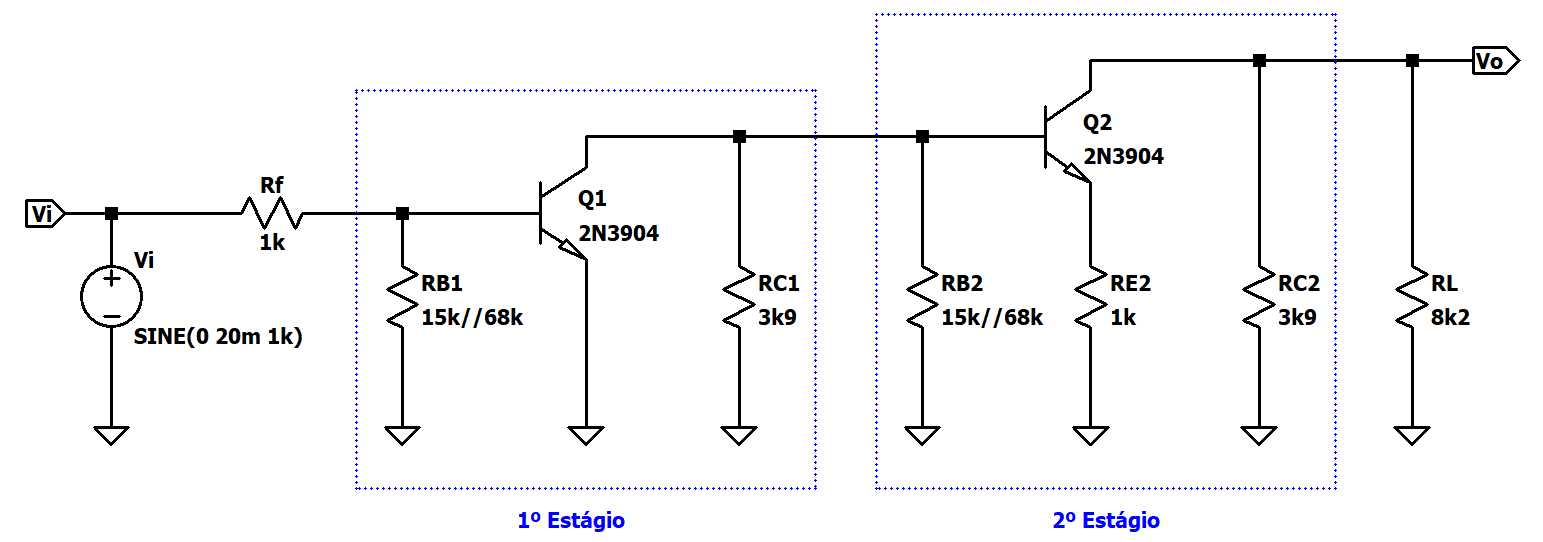 Vi
Vi
SINE(0 20m 1k)
Rf
1k
RB1
15k//68k
Q1
2N3904
RC1
3k9
1º Estágio
RB2
15k//68k
Q2
2N3904
RE2
1k
RC2
3k9
2º Estágio
RL
8k2
Vo